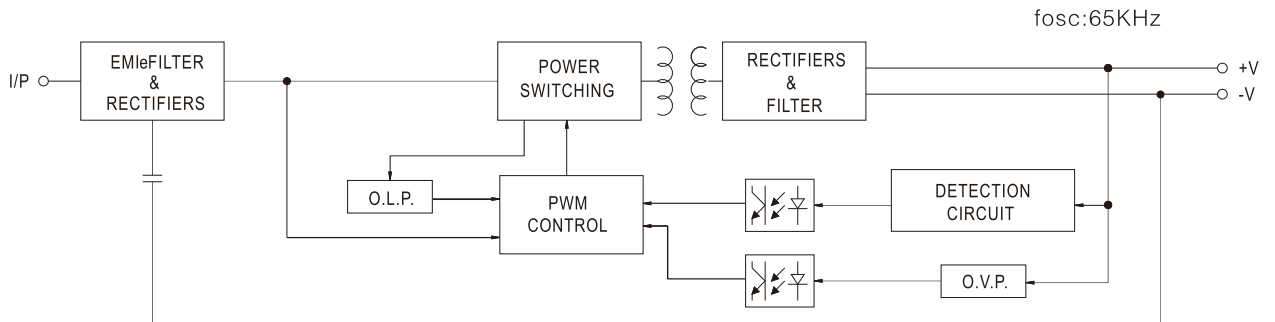 fosc:65KHz
I/P
EMIeFILTER
&
RECTIFIERS
POWER
SWITCHING
RECTIFIERS
&
FILTER
+V
-V
O.L.P.
PWM
CONTROL
DETECTION
CIRCUIT
O.V.P.